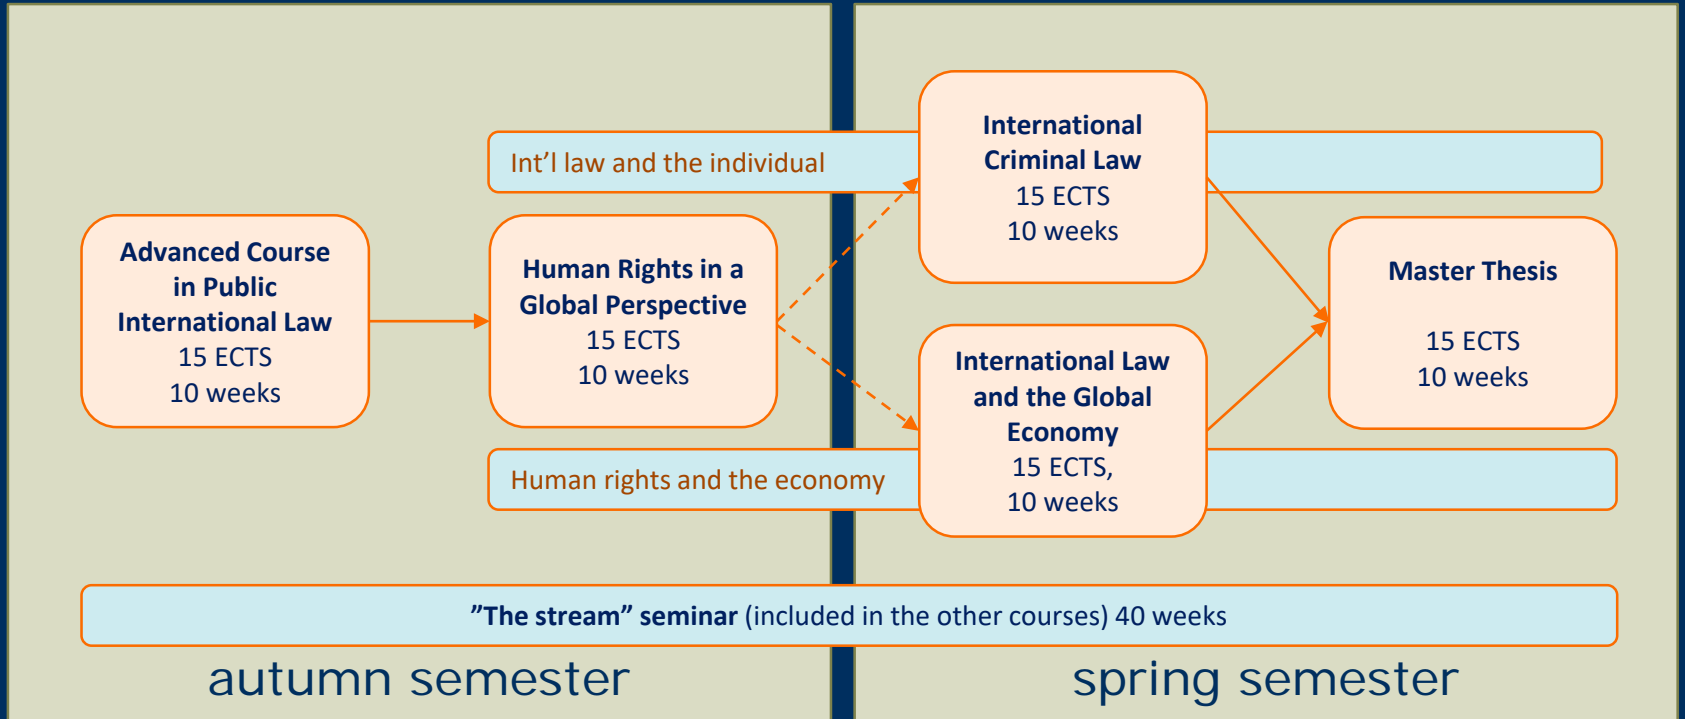 Int’l law and the individual
Advanced Course
in Public
International Law
15 ECTS
10 weeks
Human Rights in a
Global Perspective
15 ECTS
10 weeks
International
Criminal Law
15 ECTS
10 weeks
International Law
and the Global
Economy
15 ECTS,
10 weeks
Master Thesis
15 ECTS
10 weeks
Human rights and the economy
”The stream” seminar (included in the other courses) 40 weeks
autumn semester
spring semester